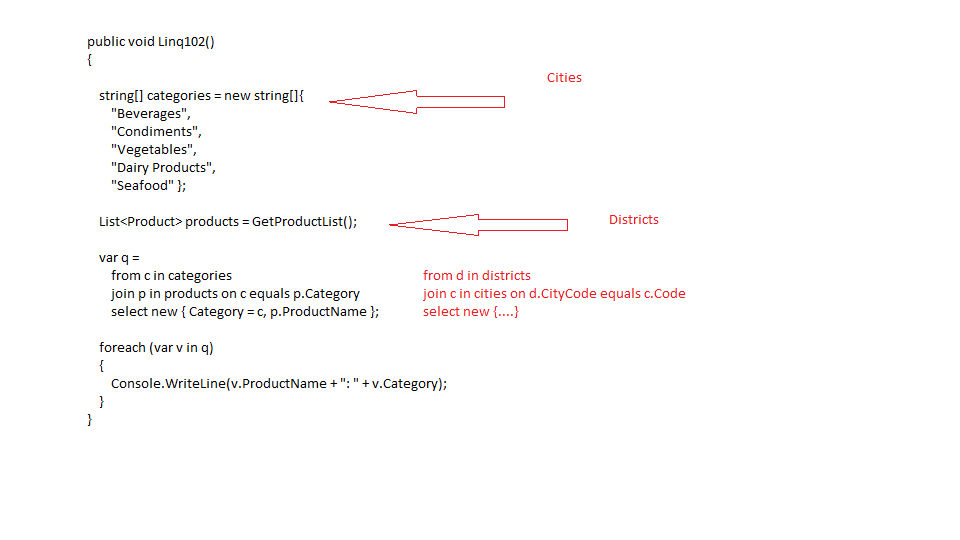 public void Linq102()
{
Cities
string[] categories = new string[]{
"Beverages",
"Condiments",
"Vegetables",
"Dairy Products",
"Seafood" };
List<Product> products = GetProductList();
Districts
var q =
from c in categories
from d in districts
join p in products on c equals p.Category
join c in cities on d.CityCode equals c.Code
select new { Category = c, p.ProductName };
select new {....}
foreach (var v in q)
{
Console.WriteLine(v.ProductName + ": " + v.Category);
}
}